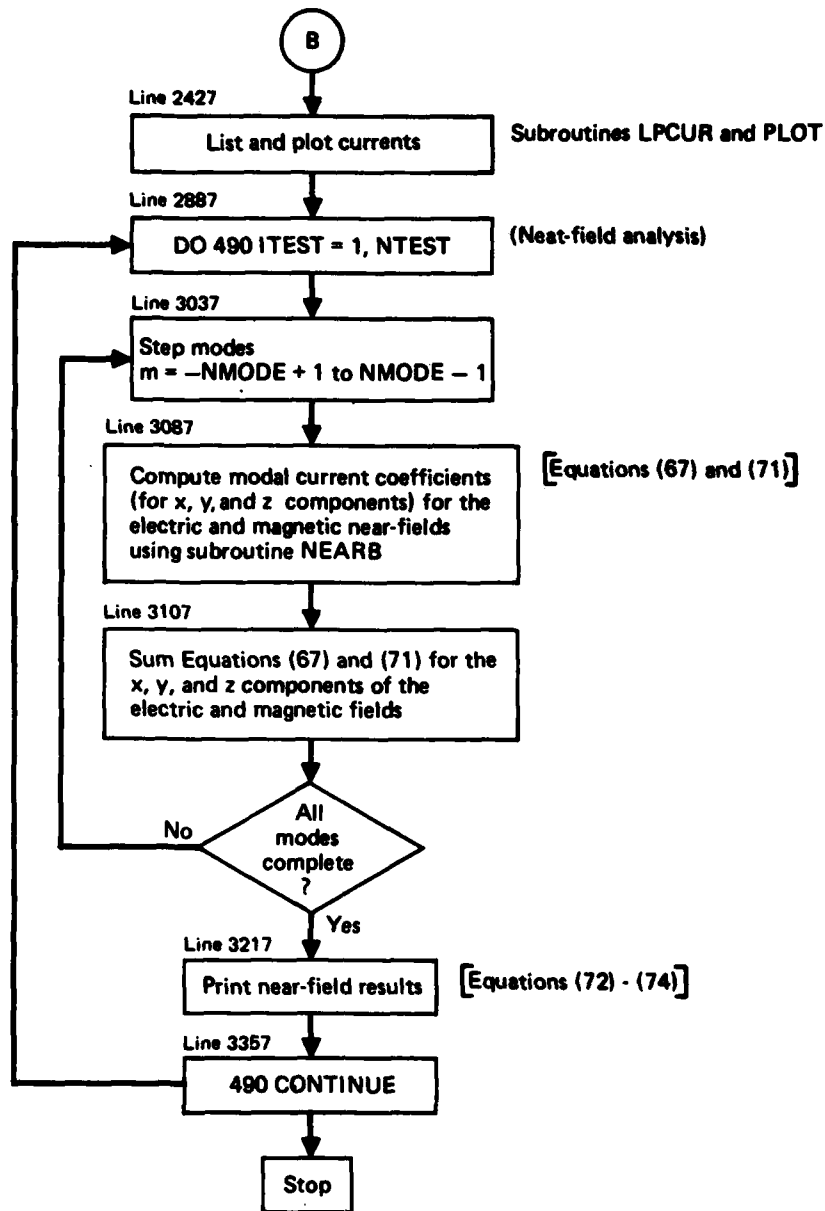 B
Line 2427
List and plot currents
Subroutines LPCUR and PLOT
Line 2887
DO 490 ITEST = 1, NTEST
(Neat-field analysis)
Line 3037
Step modes
m = —NMODE + 1 to NMODE — 1
Line 3087
Compute modal current coefficients
(for x, y, and z components) for the
electric and magnetic near-fields
using subroutine NEARB
[Equations (67) and (71)]
Line 3107
Sum Equations (67) and (71) for the
x, y, and z components of the
electric and magnetic fields
All
modes
complete
?
No
Yes
Line 3217
Print near-field results
[Equations (72) - (74)]
Line 3357
490 CONTINUE
Stop